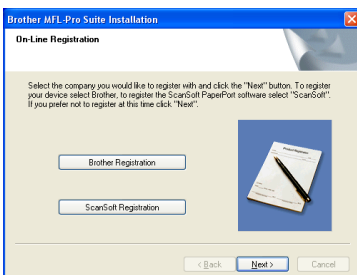 Brother MFL-Pro Suite Installation
On-Line Registration
Select the company you would like to register with and click the "Next" button. To register
your device select Brother, to register the ScanSoft PaperPort software select "ScanSoft".
If you prefer not to register at this time click "Next".
Brother Registration
ScanSoft Registration
< Back
Next >
Cancel